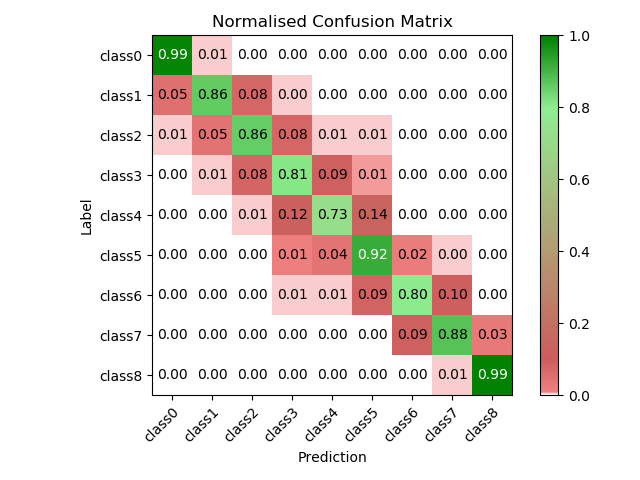 Normalised Confusion Matrix
class0 0.99 0.01 0.00 0.00 0.00 0.00 0.00 0.00 0.00
class1 0.05 0.86 0.08 0.00 0.00 0.00 0.00 0.00 0.00
class2 0.01 0.05 0.86 0.08 0.01 0.01 0.00 0.00 0.00
class3 0.00 0.01 0.08 0.81 0.09 0.01 0.00 0.00 0.00
class4 0.00 0.00 0.01 0.12 0.73 0.14 0.00 0.00 0.00
class5 0.00 0.00 0.00 0.01 0.04 0.92 0.02 0.00 0.00
class6 0.00 0.00 0.00 0.01 0.01 0.09 0.80 0.10 0.00
class7 0.00 0.00 0.00 0.00 0.00 0.00 0.09 0.88 0.03
class8 0.00 0.00 0.00 0.00 0.00 0.00 0.00 0.01 0.99
Label
class0 class1 class2 class3 class4 class5 class6 class7 class8
Prediction
1.0
0.8
0.6
0.4
0.2
0.0